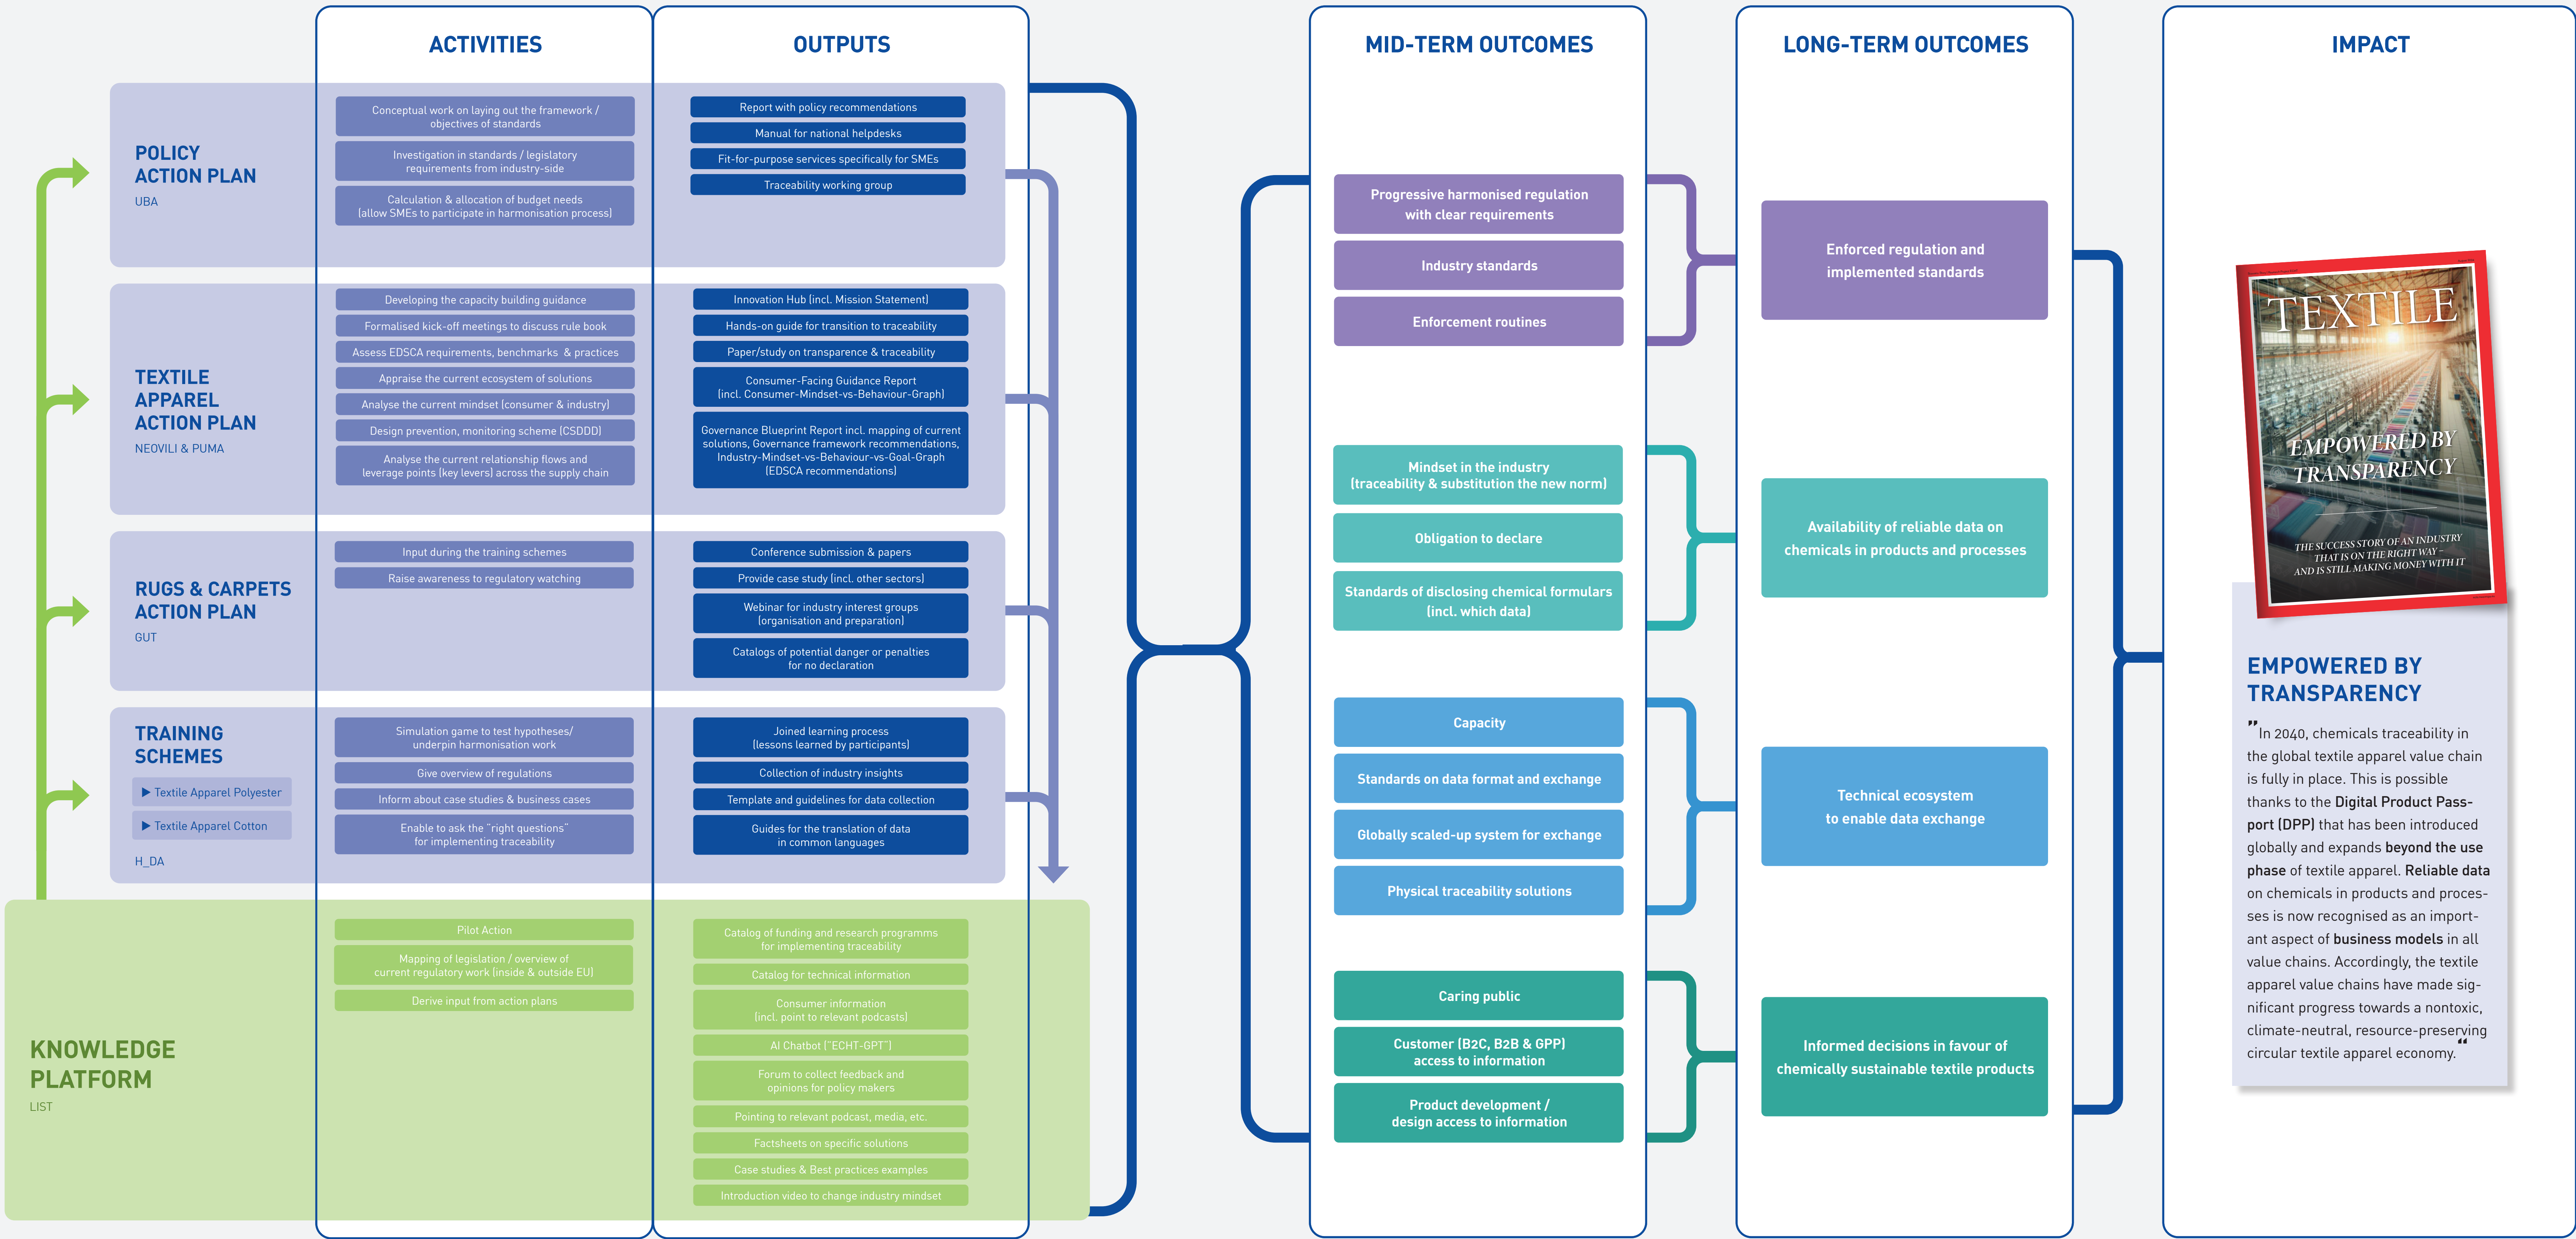 ACTIVITIES
OUTPUTS
MID-TERM OUTCOMES
LONG-TERM OUTCOMES
IMPACT
POLICY
ACTION PLAN
UBA
Conceptual work on laying out the framework /
objectives of standards
Investigation in standards / legislatory
requirements from industry-side
Calculation & allocation of budget needs
(allow SMEs to participate in harmonisation process)
Report with policy recommendations
Manual for national helpdesks
Fit-for-purpose services specifically for SMEs
Traceability working group
TEXTILE
APPAREL
ACTION PLAN
NEOVILI & PUMA
Developing the capacity building guidance
Formalised kick-off meetings to discuss rule book
Assess EDSCA requirements, benchmarks & practices
Appraise the current ecosystem of solutions
Analyse the current mindset (consumer & industry)
Design prevention, monitoring scheme (CSDDD)
Analyse the current relationship flows and
leverage points (key levers) across the supply chain
Innovation Hub (incl. Mission Statement)
Hands-on guide for transition to traceability
Paper/study on transparence & traceability
Consumer-Facing Guidance Report
(incl. Consumer-Mindset-vs-Behaviour-Graph)
Governance Blueprint Report incl. mapping of current
solutions, Governance framework recommendations,
Industry-Mindset-vs-Behaviour-vs-Goal-Graph
(EDSCA recommendations)
RUGS & CARPETS
ACTION PLAN
GUT
Input during the training schemes
Raise awareness to regulatory watching
Conference submission & papers
Provide case study (incl. other sectors)
Webinar for industry interest groups
(organisation and preparation)
Catalogs of potential danger or penalties
for no declaration
TRAINING
SCHEMES
▶ Textile Apparel Polyester
▶ Textile Apparel Cotton
H_DA
Simulation game to test hypotheses/
underpin harmonisation work
Give overview of regulations
Inform about case studies & business cases
Enable to ask the "right questions"
for implementing traceability
Joined learning process
(lessons learned by participants)
Collection of industry insights
Template and guidelines for data collection
Guides for the translation of data
in common languages
KNOWLEDGE
PLATFORM
LIST
Pilot Action
Mapping of legislation / overview of
current regulatory work (inside & outside EU)
Derive input from action plans
Catalog of funding and research programms
for implementing traceability
Catalog for technical information
Consumer information
(incl. point to relevant podcasts)
AI Chatbot ("ECHT-GPT")
Forum to collect feedback and
opinions for policy makers
Pointing to relevant podcast, media, etc.
Factsheets on specific solutions
Case studies & Best practices examples
Introduction video to change industry mindset
Progressive harmonised regulation
with clear requirements
Industry standards
Enforcement routines
Mindset in the industry
(traceability & substitution the new norm)
Obligation to declare
Standards of disclosing chemical formulars
(incl. which data)
Capacity
Standards on data format and exchange
Globally scaled-up system for exchange
Physical traceability solutions
Caring public
Customer (B2C, B2B & GPP)
access to information
Product development /
design access to information
Enforced regulation and
implemented standards
Availability of reliable data on
chemicals in products and processes
Technical ecosystem
to enable data exchange
Informed decisions in favour of
chemically sustainable textile products
TEXTILE
EMPOWERED BY
TRANSPARENCY
THE SUCCESS STORY OF AN INDUSTRY
THAT IS ON THE RIGHT WAY –
AND IS STILL MAKING MONEY WITH IT
EMPOWERED BY
TRANSPARENCY
"In 2040, chemicals traceability in
the global textile apparel value chain
is fully in place. This is possible
thanks to the Digital Product Pass-
port (DPP) that has been introduced
globally and expands beyond the use
phase of textile apparel. Reliable data
on chemicals in products and proces-
ses is now recognised as an import-
ant aspect of business models in all
value chains. Accordingly, the textile
apparel value chains have made sig-
nificant progress towards a nontoxic,
climate-neutral, resource-preserving
circular textile apparel economy."